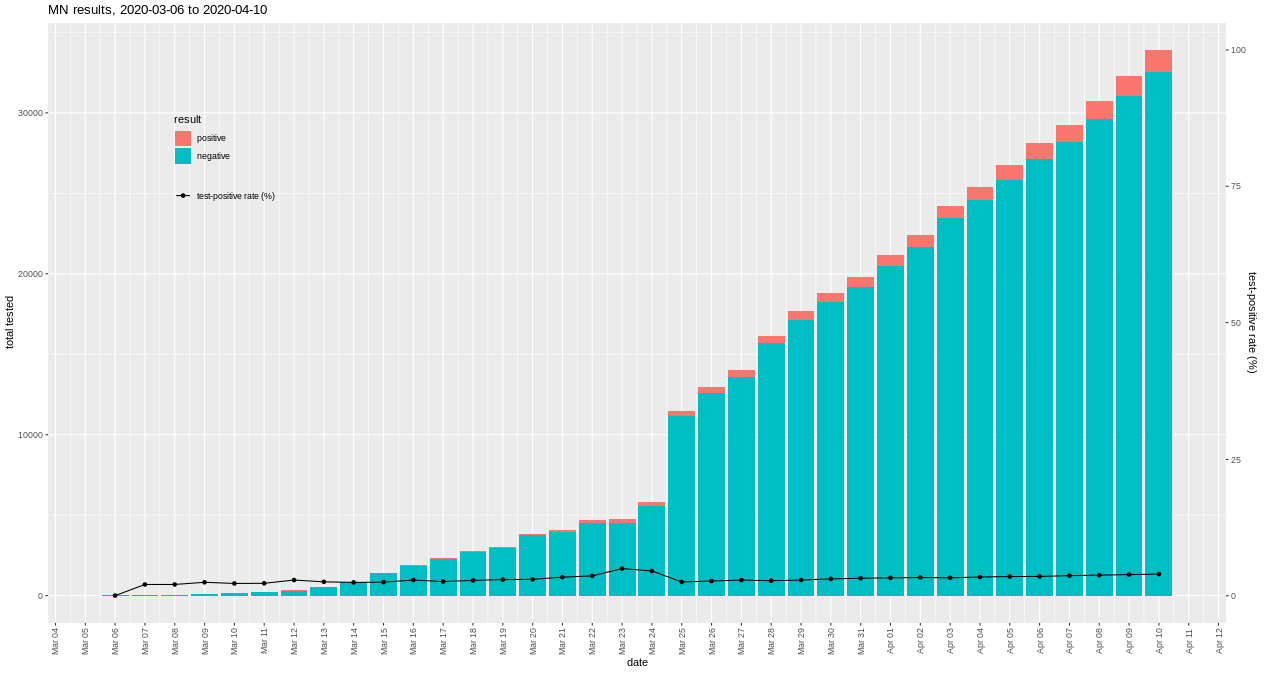 MN results, 2020-03-06 to 2020-04-10
total tested
30000
20000
10000
0
result
positive
negative
test-positive rate (%)
100
75
50
25
0
test-positive rate (%)
Mar 04
Mar 05
Mar 06
Mar 07
Mar 08
Mar 09
Mar 10
Mar 11
Mar 12
Mar 13
Mar 14
Mar 15
Mar 16
Mar 17
Mar 18
Mar 19
Mar 20
Mar 21
Mar 22
Mar 23
Mar 24
Mar 25
Mar 26
Mar 27
Mar 28
Mar 29
Mar 30
Mar 31
Apr 01
Apr 02
Apr 03
Apr 04
Apr 05
Apr 06
Apr 07
Apr 08
Apr 09
Apr 10
Apr 11
Apr 12
date